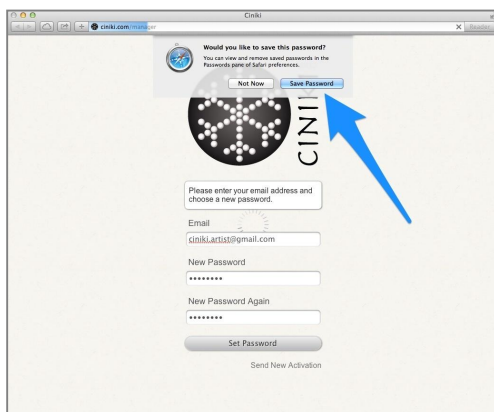 Ciniki
ciniki.com/manager
Reader
Would you like to save this password?
You can view and remove saved passwords in the
Passwords pane of Safari preferences.
Not Now
Save Password
CINIKI
Please enter your email address and
choose a new password.
Email
ciniki.artist@gmail.com
New Password
••••••••
New Password Again
••••••••
Set Password
Send New Activation